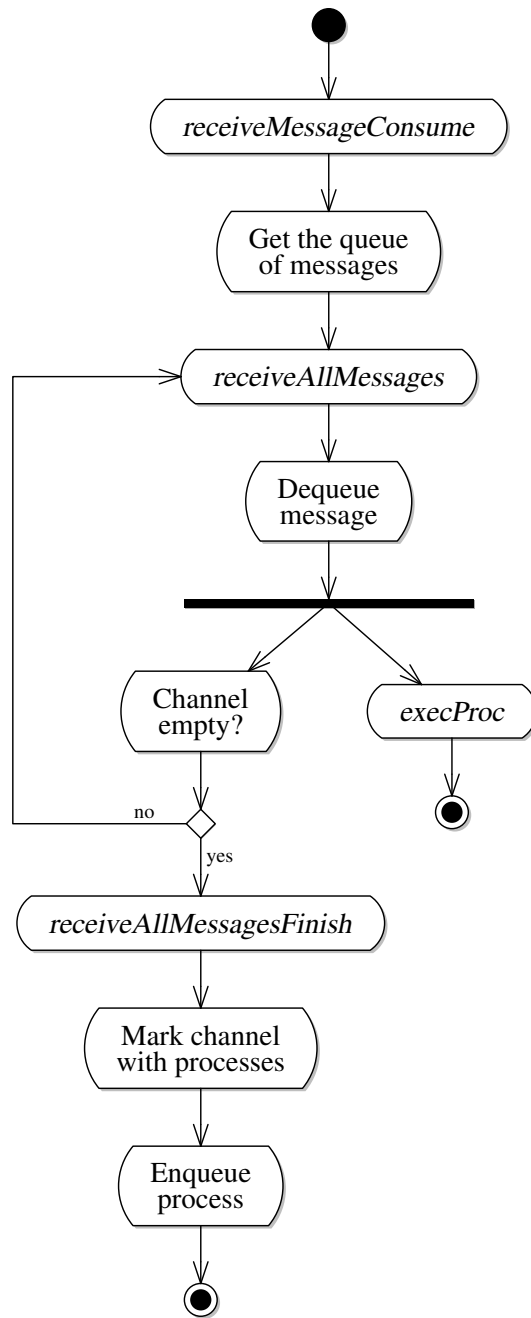 receiveMessageConsume
Get the queue
of messages
receiveAllMessages
Dequeue
message
Channel
empty?
execProc
no
yes
receiveAllMessagesFinish
Mark channel
with processes
Enqueue
process